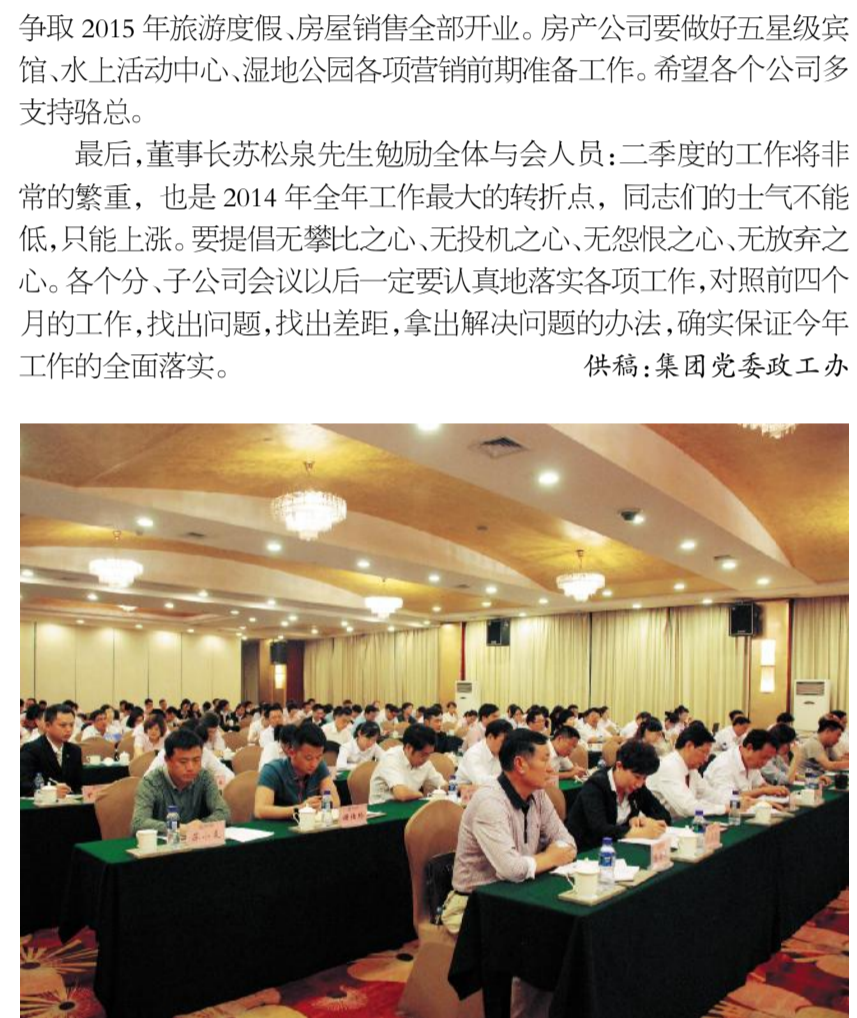 争取 2015 年旅游度假、房屋销售全部开业。房产公司要做好五星级宾
馆、水上活动中心、湿地公园各项营销前期准备工作。希望各个公司多
支持骆总。
最后,董事长苏松泉先生勉励全体与会人员:二季度的工作将非
常的繁重，也是 2014 年全年工作最大的转折点，同志们的士气不能
低,只能上涨。要提倡无攀比之心、无投机之心、无怨恨之心、无放弃之
心。各个分、子公司会议以后一定要认真地落实各项工作,对照前四个
月的工作,找出问题,找出差距,拿出解决问题的办法,确实保证今年
工作的全面落实。 供稿:集团党委政工办